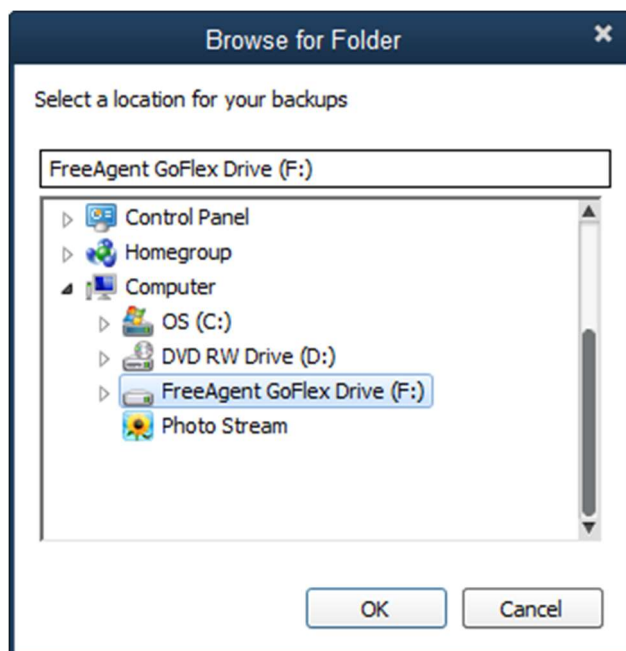 Browse for Folder
Select a location for your backups
FreeAgent GoFlex Drive (F:)
Control Panel
Homegroup
Computer
OS (C:)
DVD RW Drive (D:)
FreeAgent GoFlex Drive (F:)
Photo Stream
OK Cancel